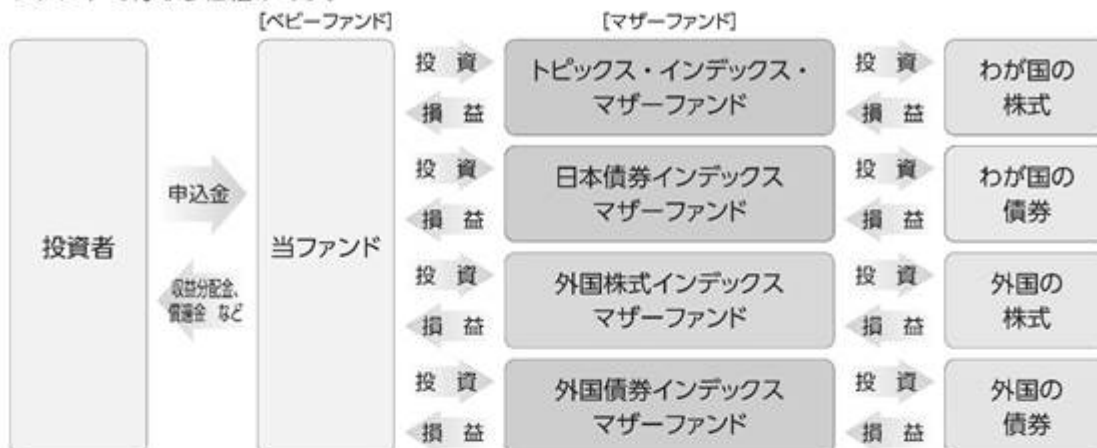 [ベビーファンド]
[マザーファンド]
投資者
申込金
収益分配金、
償還金 など
当ファンド
投 資
損 益
トピックス・インデックス・
マザーファンド
投 資
損 益
わが国の
株式
投 資
損 益
日本債券インデックス
マザーファンド
投 資
損 益
わが国の
債券
投 資
損 益
外国株式インデックス
マザーファンド
投 資
損 益
外国の
株式
投 資
損 益
外国債券インデックス
マザーファンド
投 資
損 益
外国の
債券